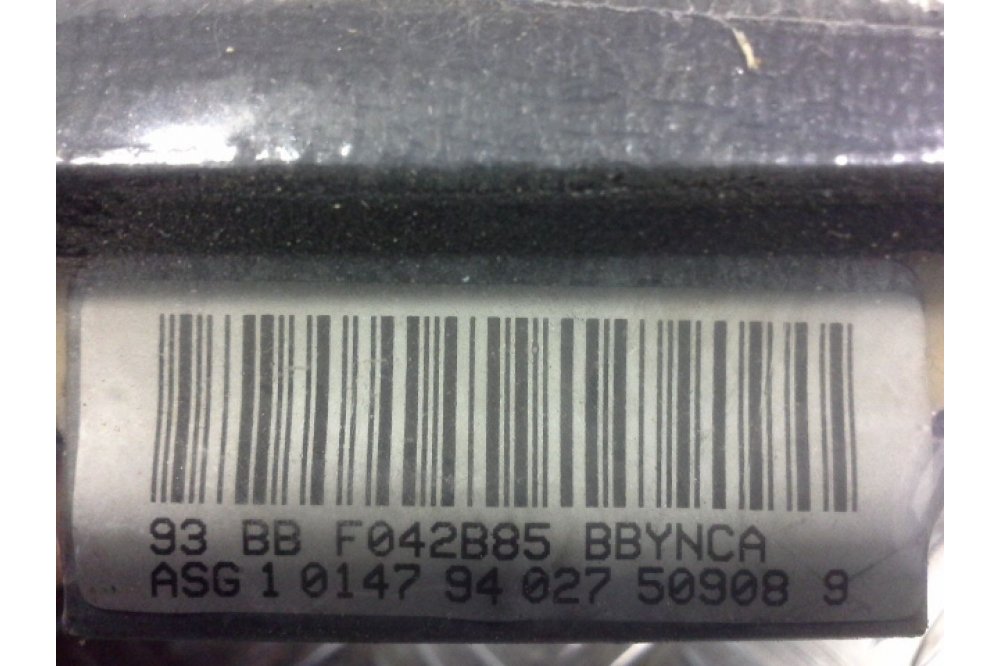 93 BB F042B85 BBYNCA
ASG 1 0147 94 027 50908 9